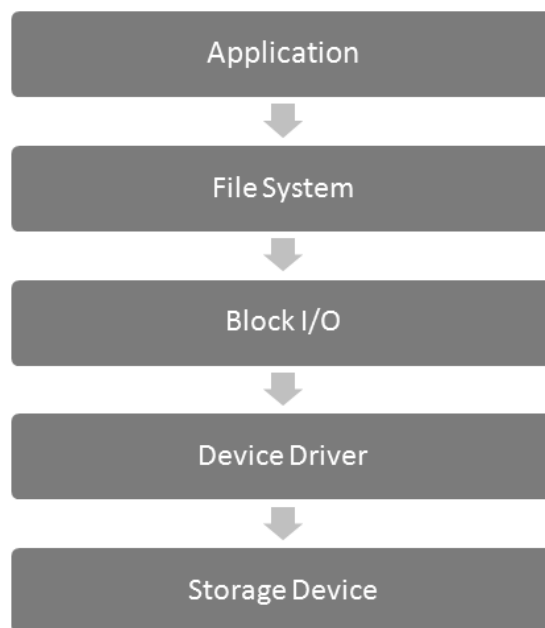 Application
File System
Block I/O
Device Driver
Storage Device